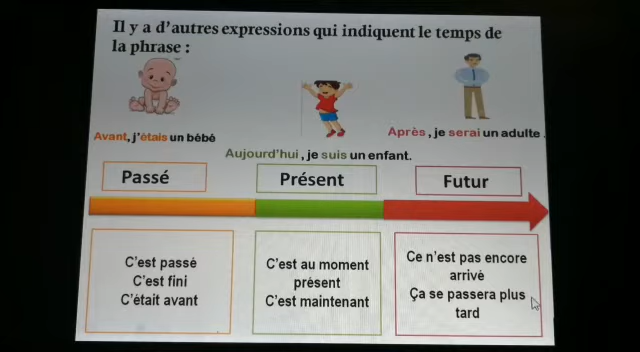 Il y a d'autres expressions qui indiquent le temps de
la phrase :
Avant, j'étais un bébé
Aujourd'hui, je suis un enfant.
Après, je serai un adulte.
Passé
Présent
Futur
C'est passé
C'est fini
C'était avant
C'est au moment
présent
C'est maintenant
Ce n'est pas encore
arrivé
Ça se passera plus
tard